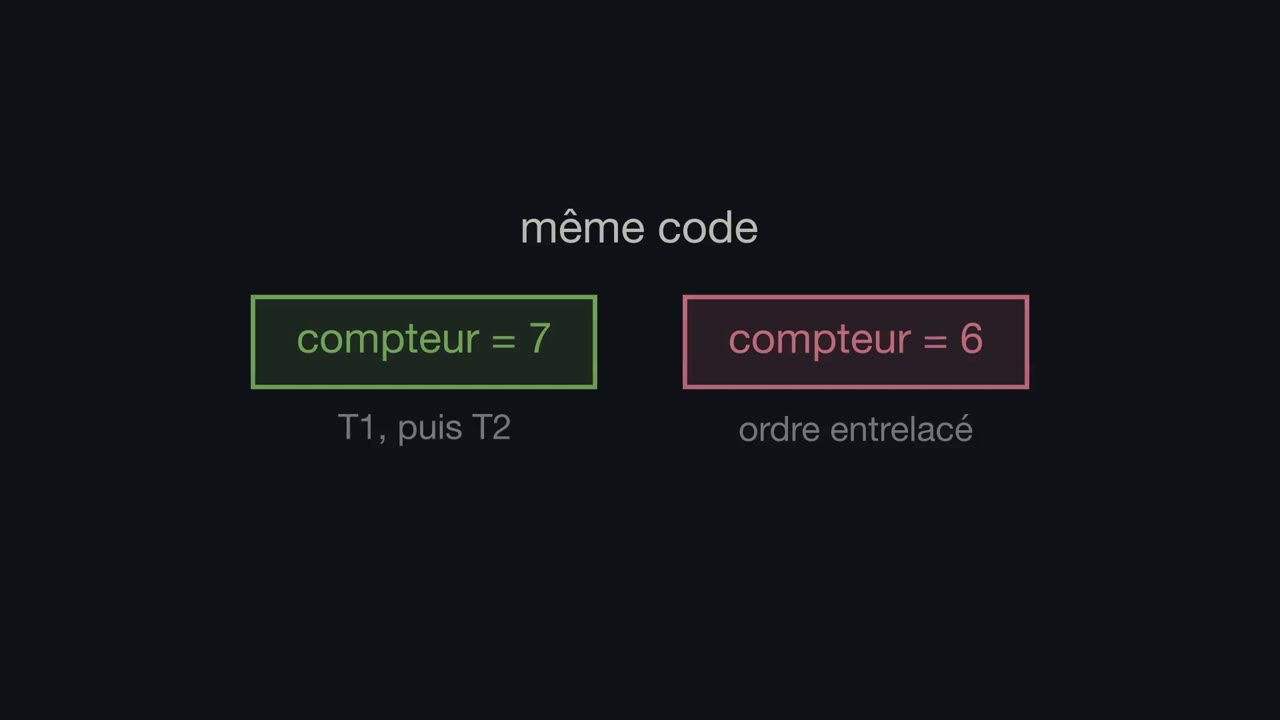 même code
compteur = 7
compteur = 6
T1, puis T2
ordre entrelacé